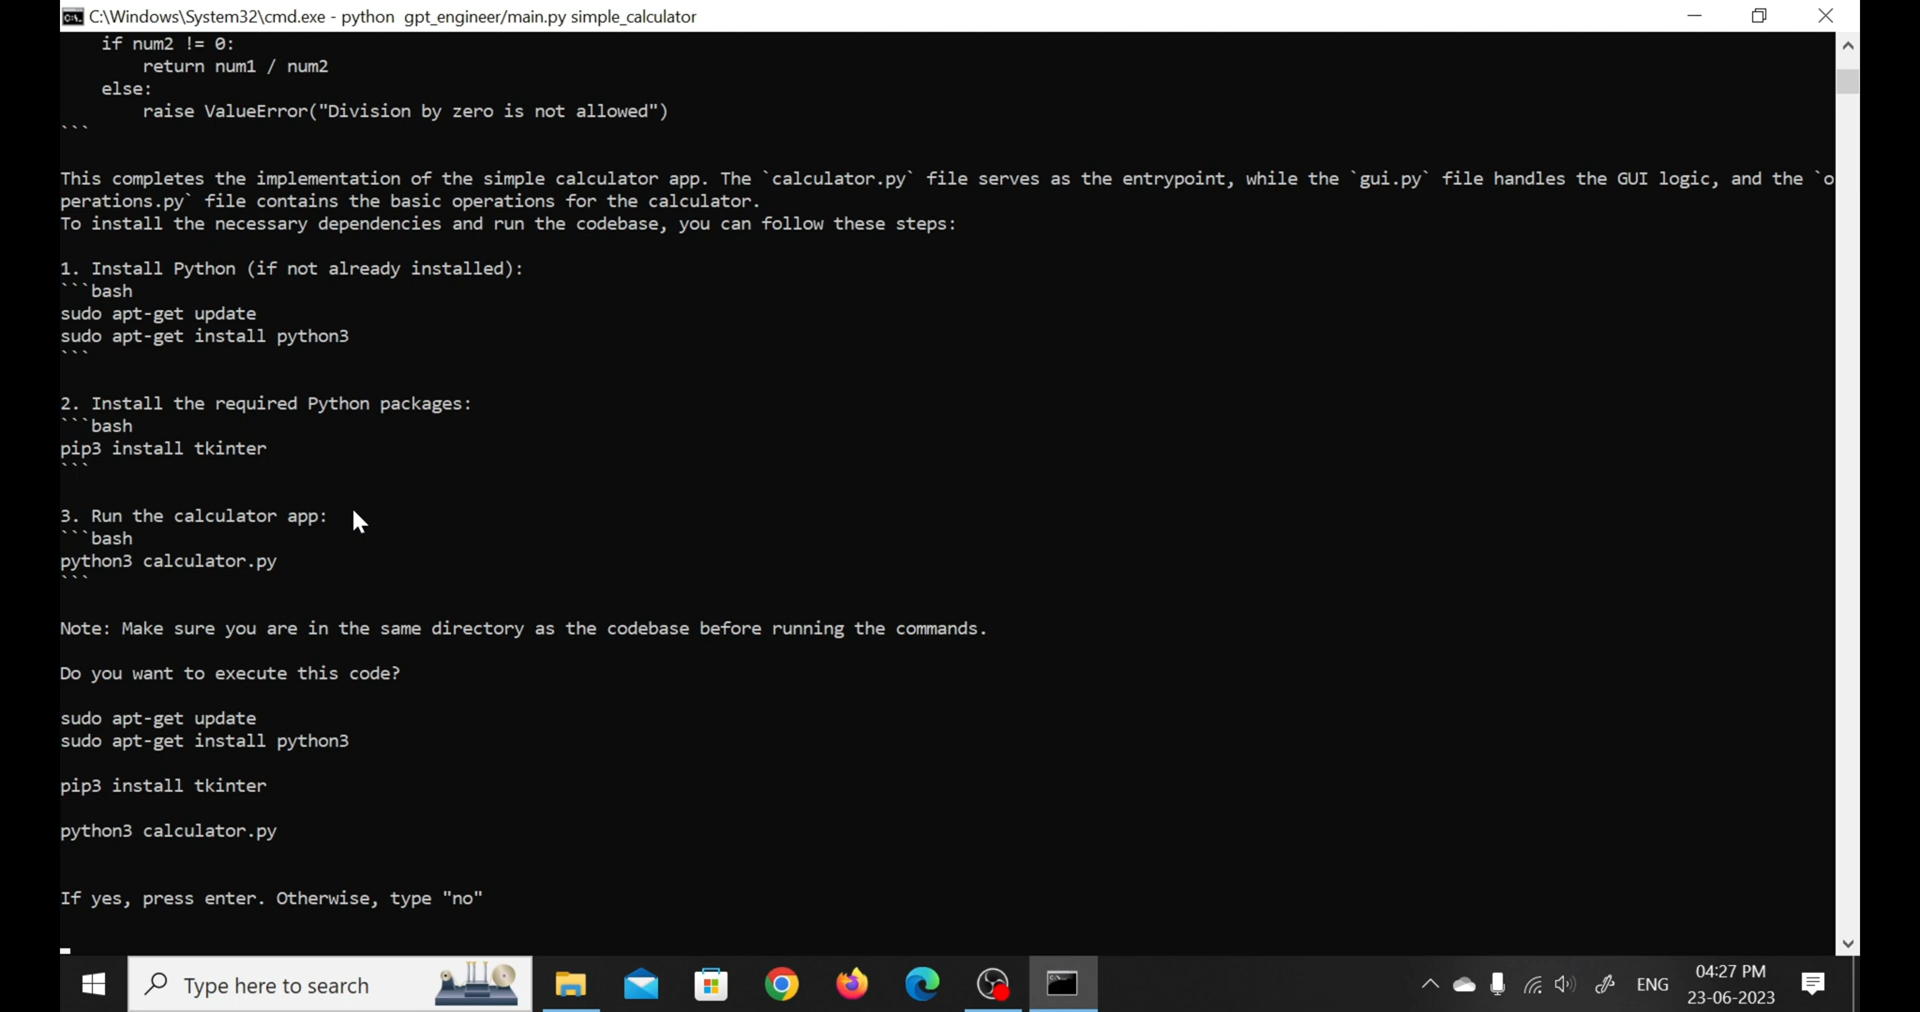 C:\Windows\System32\cmd.exe - python  gpt_engineer/main.py simple_calculator
    if num2 != 0:
        return num1 / num2
    else:
        raise ValueError("Division by zero is not allowed")
```
This completes the implementation of the simple calculator app. The `calculator.py` file serves as the entrypoint, while the `gui.py` file handles the GUI logic, and the `o
perations.py` file contains the basic operations for the calculator.
To install the necessary dependencies and run the codebase, you can follow these steps:
1. Install Python (if not already installed):
```bash
sudo apt-get update
sudo apt-get install python3
```
2. Install the required Python packages:
```bash
pip3 install tkinter
```
3. Run the calculator app:
```bash
python3 calculator.py
```
Note: Make sure you are in the same directory as the codebase before running the commands.
Do you want to execute this code?
sudo apt-get update
sudo apt-get install python3
pip3 install tkinter
python3 calculator.py
If yes, press enter. Otherwise, type "no"
Type here to search
ENG
04:27 PM
23-06-2023